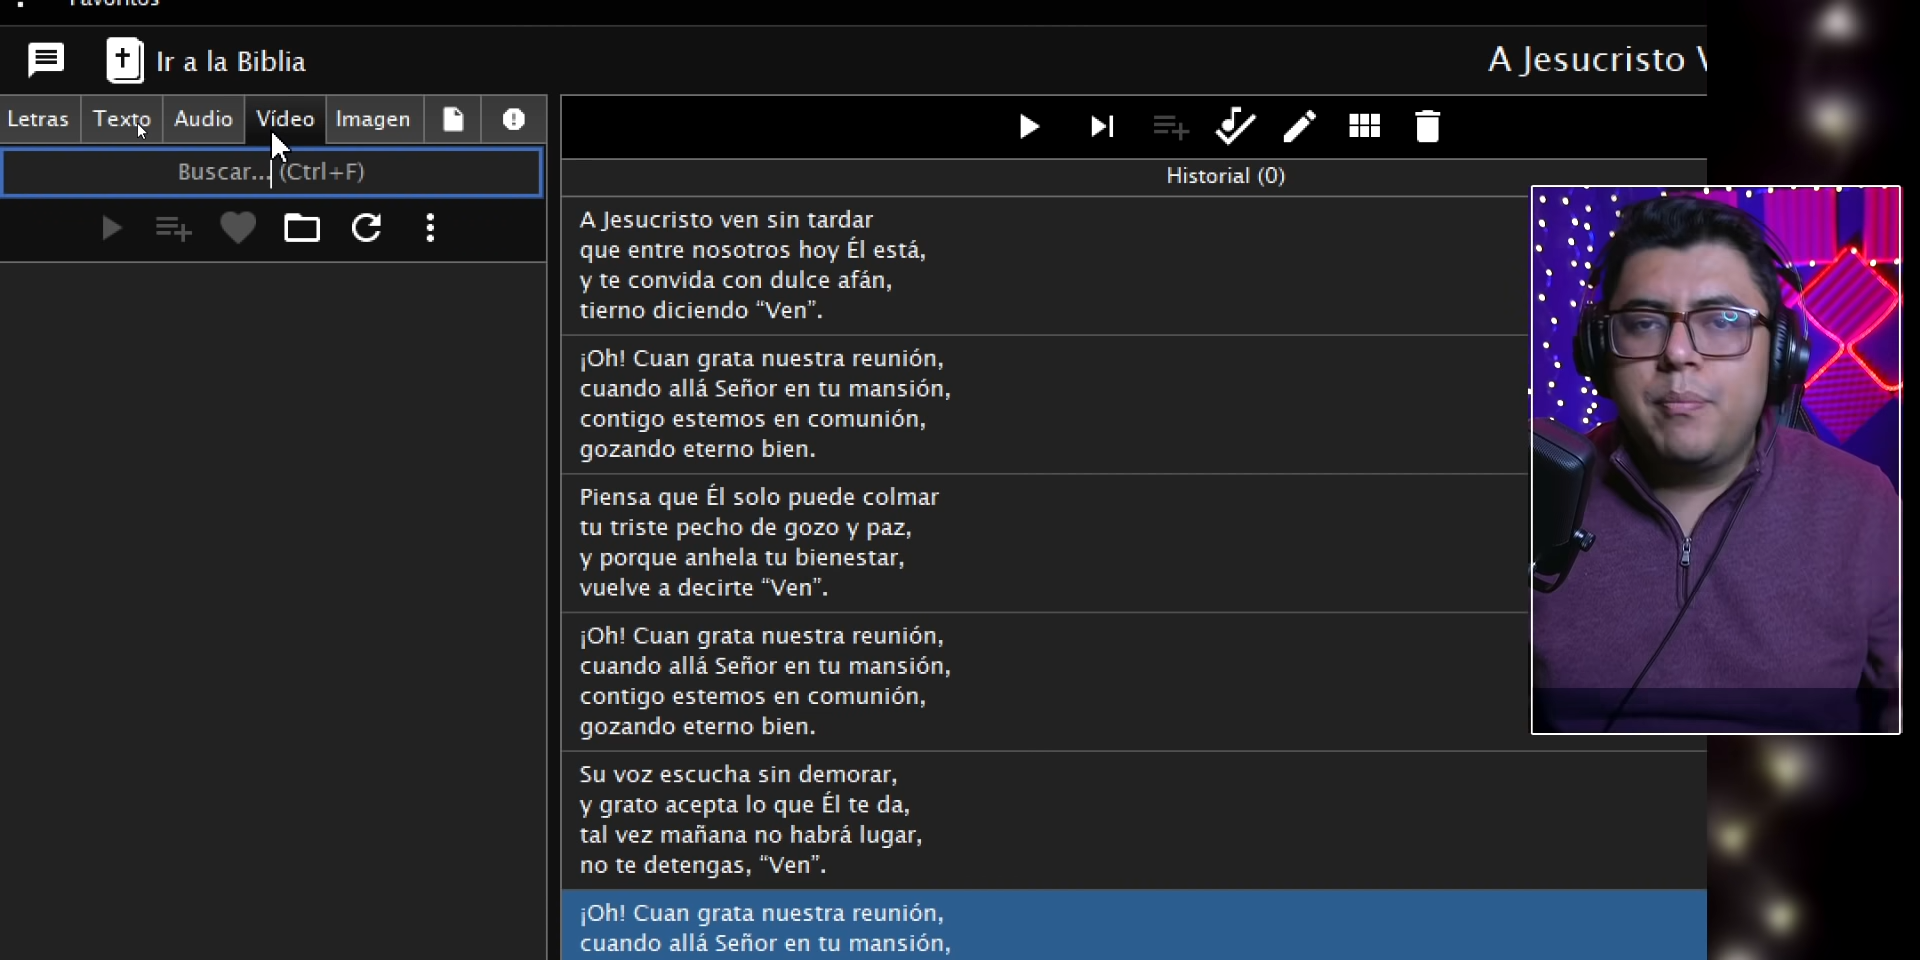 Favoritos
Ir a la Biblia
A Jesucristo
Letras
Texto
Audio
Vídeo
Imagen
Buscar... (Ctrl+F)
Historial (0)
A Jesucristo ven sin tardar
que entre nosotros hoy Él está,
y te convida con dulce afán,
tierno diciendo “Ven”.
¡Oh! Cuan grata nuestra reunión,
cuando allá Señor en tu mansión,
contigo estemos en comunión,
gozando eterno bien.
Piensa que Él solo puede colmar
tu triste pecho de gozo y paz,
y porque anhela tu bienestar,
vuelve a decirte “Ven”.
¡Oh! Cuan grata nuestra reunión,
cuando allá Señor en tu mansión,
contigo estemos en comunión,
gozando eterno bien.
Su voz escucha sin demorar,
y grato acepta lo que Él te da,
tal vez mañana no habrá lugar,
no te detengas, “Ven”.
¡Oh! Cuan grata nuestra reunión,
cuando allá Señor en tu mansión,